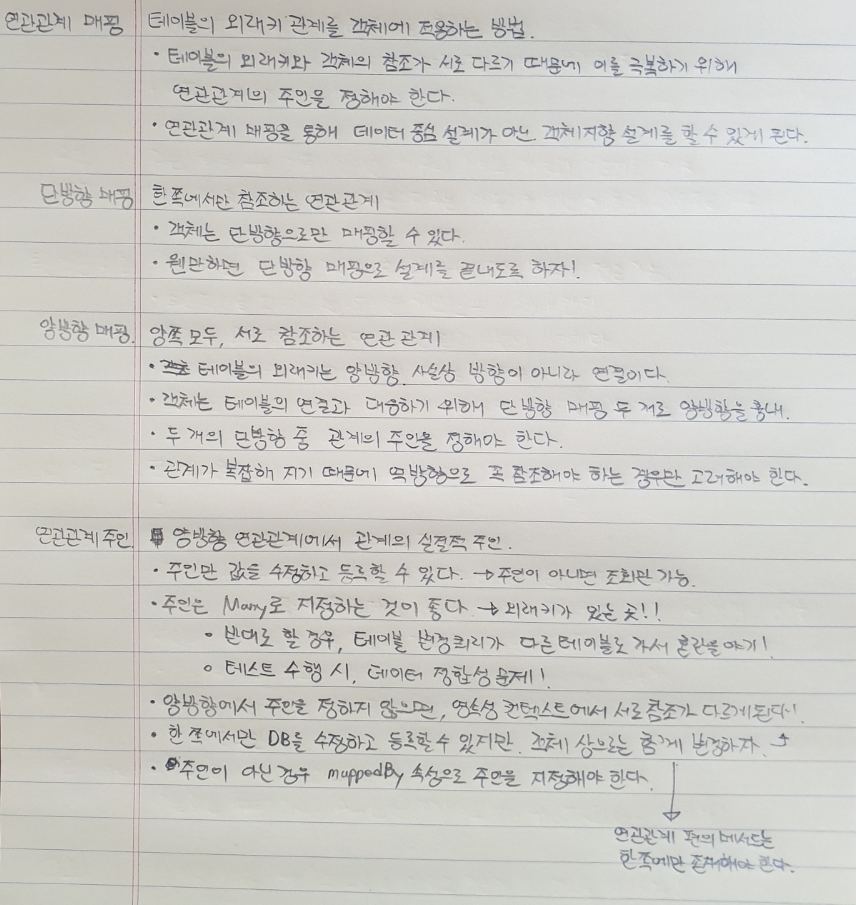 연관관계 매핑 테이블의 외래키 관계를 객체에 적용하는 방법.
· 테이블의 외래키와 객체의 참조가 서로 다르기 때문에 이를 극복하기 위해
연관관계의 주인을 정해야 한다.
· 연관관계 매핑을 통해 데이터 중심 설계가 아닌 객체지향 설계를 할 수 있게 된다.
단방향 매핑 한쪽에서만 참조하는 연관관계
· 객체는 단방향으로만 매핑할 수 있다.
· 웬만하면 단방향 매핑으로 설계를 끝내도록 하자!
양방향 매핑. 양쪽 모두, 서로 참조하는 연관관계
· 테이블의 외래키는 양방향. 사실상 방향이 아니라 연결이다.
· 객체는 테이블의 연결과 대응하기 위해 단방향 매핑 두 개로 양방향을 흉내.
· 두 개의 단방향 중 관계의 주인을 정해야 한다.
· 관계가 복잡해 지기 때문에 역방향으로 꼭 참조해야 하는 경우만 고려해야 한다.
연관관계 주인. 양방향 연관관계에서 관계의 실질적 주인.
· 주인만 값을 수정하고 등록할 수 있다. → 주인이 아니면 조회만 가능.
· 주인은 Many로 지정하는 것이 좋다. → 외래키가 있는 곳!!
∘ 반대로 할 경우, 테이블 변경쿼리가 다른 테이블로 가서 혼란을 야기!
∘ 테스트 수행 시, 데이터 정합성 문제!
· 양방향에서 주인을 정하지 않으면, 영속성 컨텍스트에서 서로 참조가 다르게된다!
· 한 쪽에서만 DB를 수정하고 등록할 수 있지만. 객체 상으로는 함께 변경하자.
· 주인이 아닌 경우 mappedBy 속성으로 주인을 지정해야 한다.
연관관계 편의 메서드는
한쪽에만 존재해야 한다.